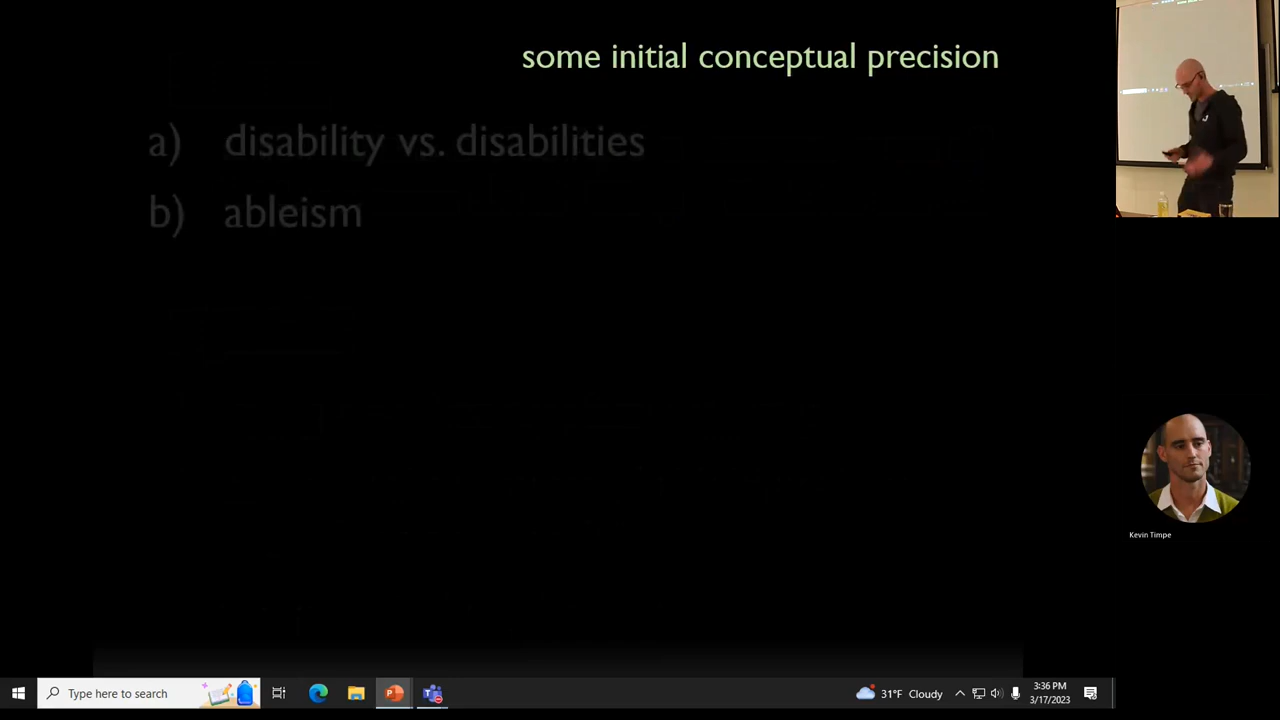 some initial conceptual precision
a) disability vs. disabilities
b) ableism
Kevin Timpe
Type here to search
31°F Cloudy
3:36 PM
3/17/2023